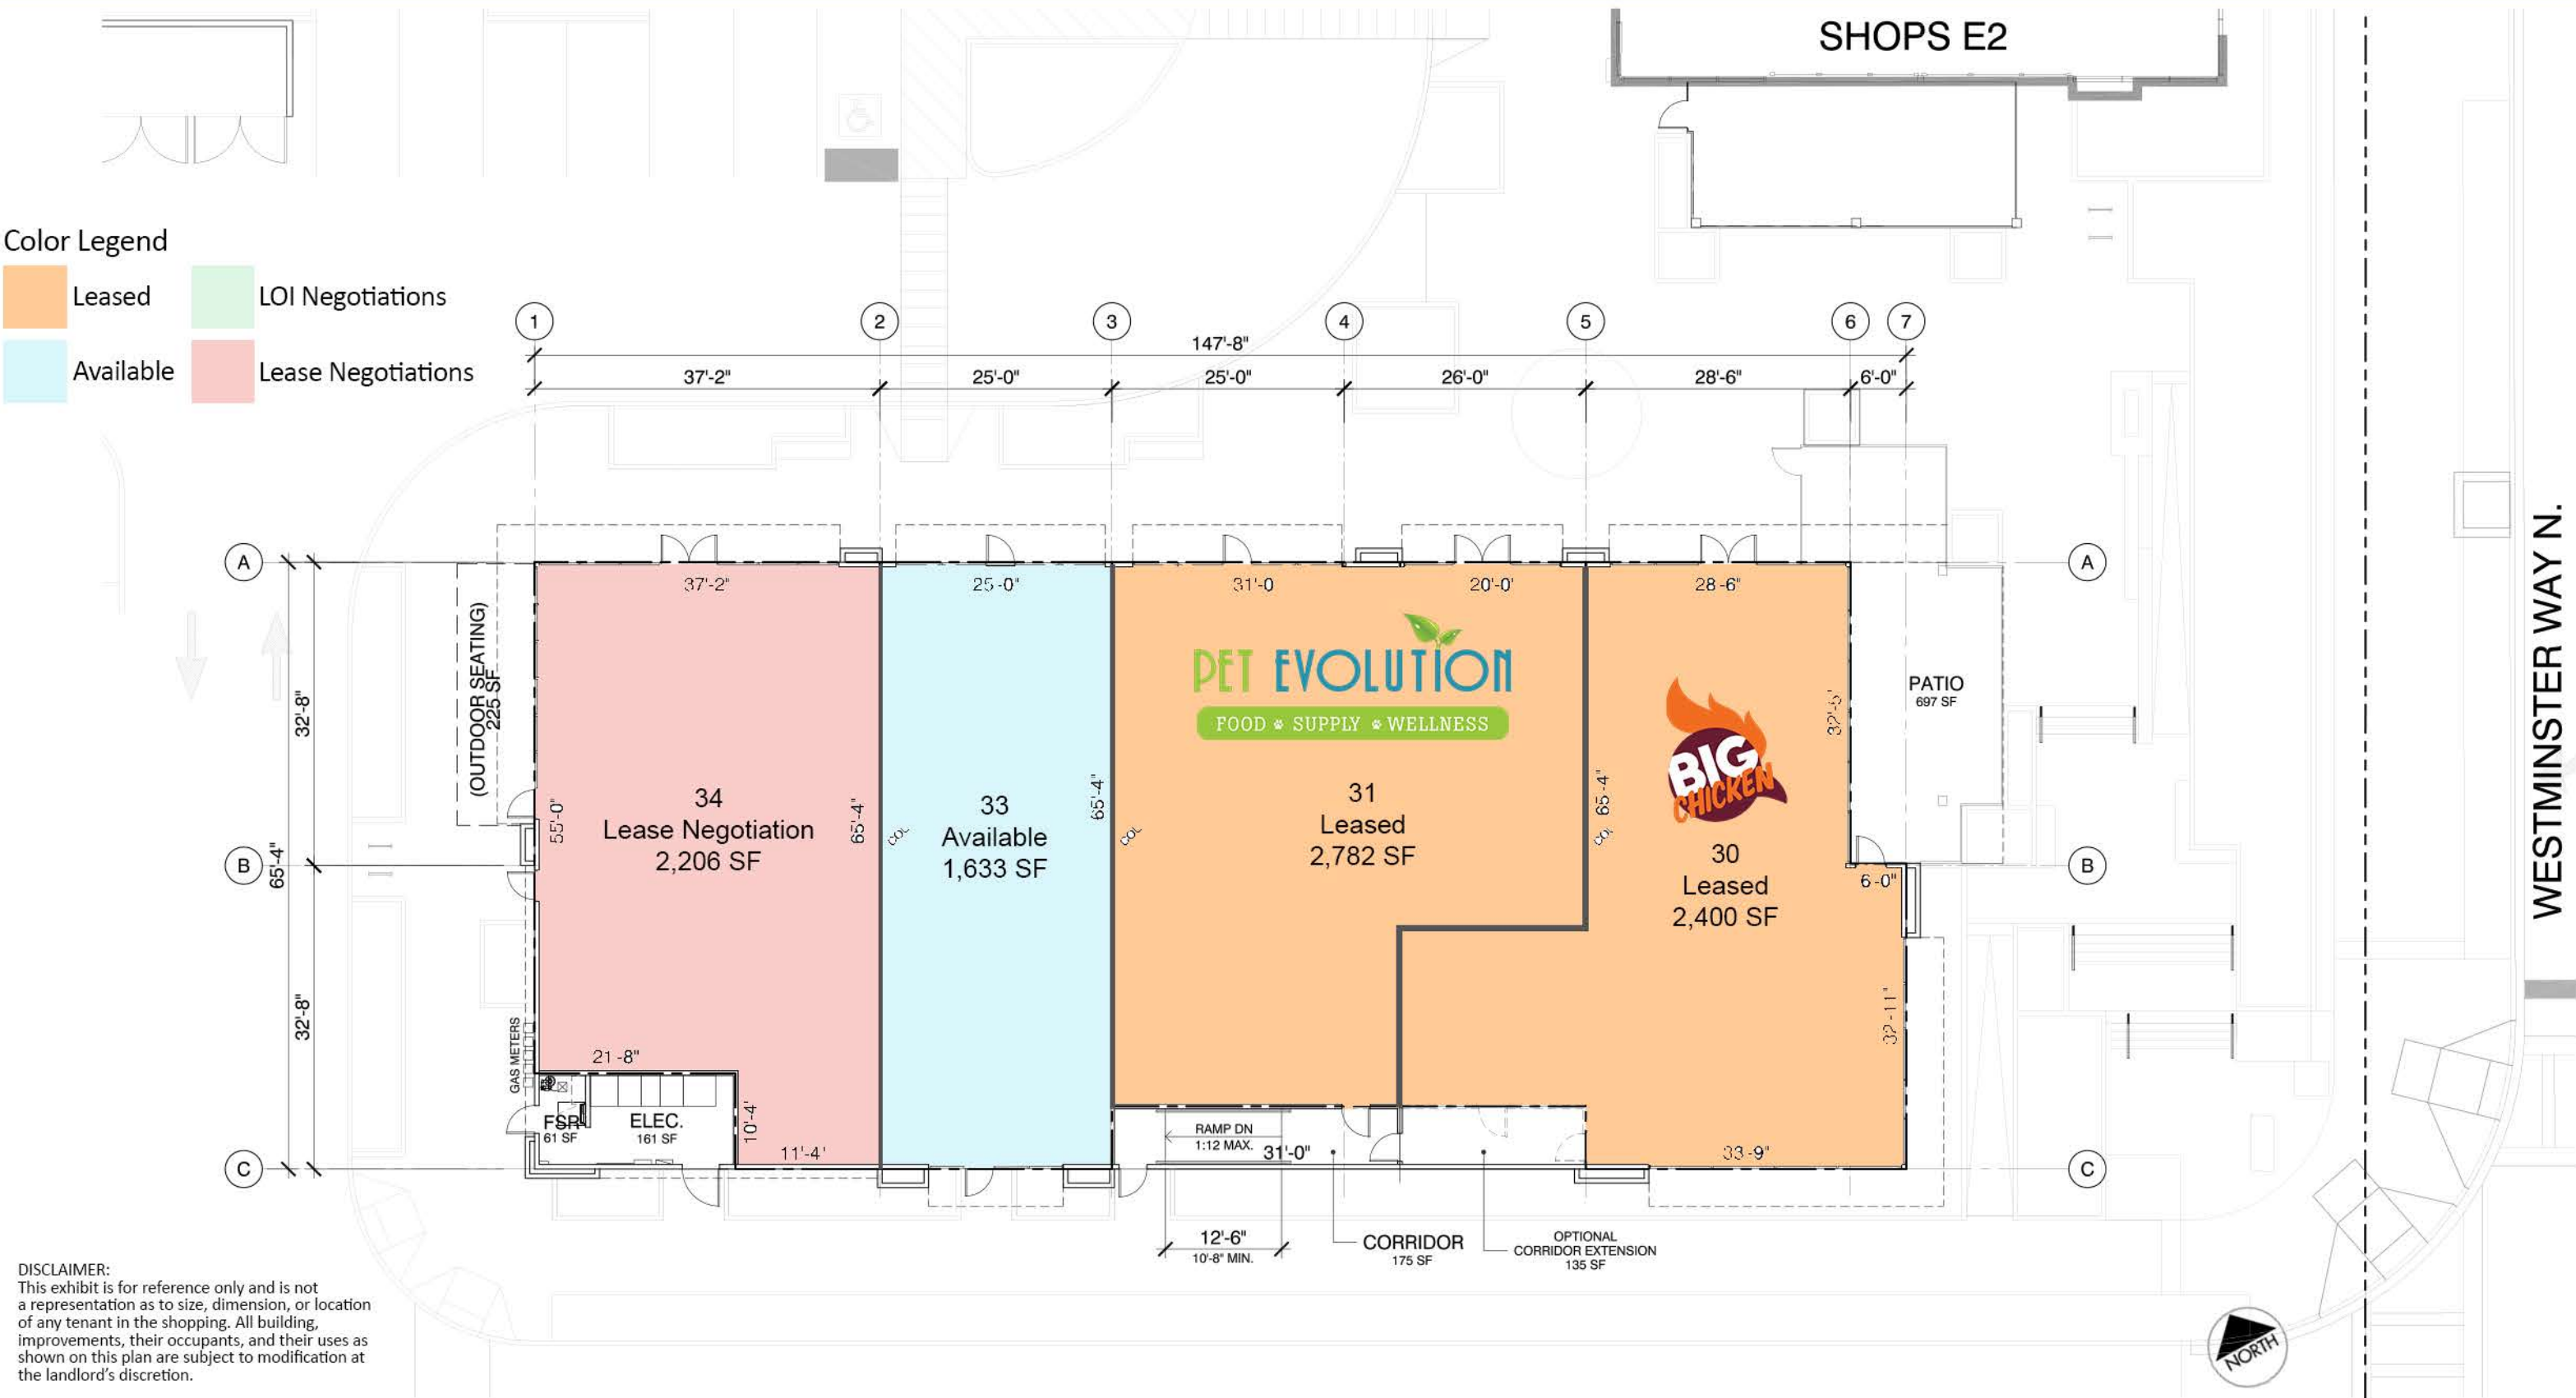 SHOPS E2
Color Legend
Leased
LOI Negotiations
Available
Lease Negotiations
1
2
3
4
5
6
7
147'-8"
37'-2"
25'-0"
25'-0"
26'-0"
28'-6"
6'-0"
A
A
37'-2"
25-0"
31'-0
20'-0'
28-6"
(OUTDOOR SEATING)
225 SF
32'-8"
PET EVOLUTION
FOOD SUPPLY WELLNESS
BIG
CHICKEN
PATIO
697 SF
WESTMINSTER WAY N.
55'-0"
34
Lease Negotiation
2,206 SF
65'-4"
33
Available
1,633 SF
65'-4"
31
Leased
2,782 SF
65-4"
30
Leased
2,400 SF
B
65'-4"
B
6-0"
32'-8"
32-11"
GAS METERS
21-8"
FSR
61 SF
ELEC.
161 SF
10'-4'
11'-4'
RAMP DN
1:12 MAX.
31'-0"
33-9"
C
C
12'-6"
10'-8" MIN.
CORRIDOR
175 SF
OPTIONAL
CORRIDOR EXTENSION
135 SF
DISCLAIMER:
This exhibit is for reference only and is not
a representation as to size, dimension, or location
of any tenant in the shopping. All building,
improvements, their occupants, and their uses as
shown on this plan are subject to modification at
the landlord's discretion.
NORTH